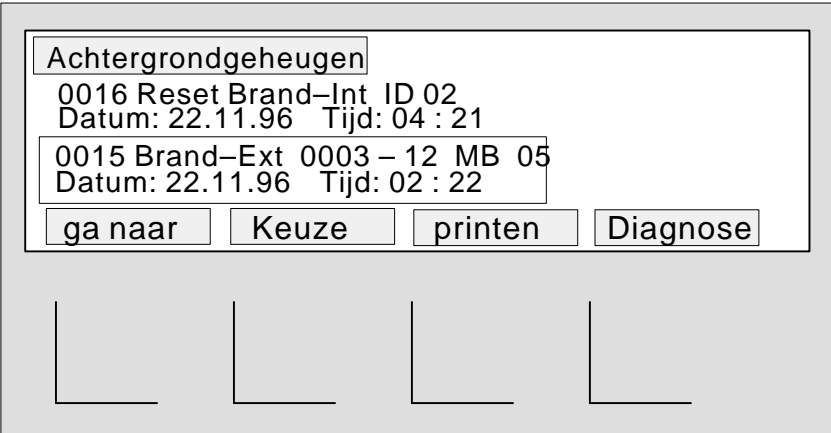 Achtergrondgeheugen
0016 Reset Brand–Int ID 02
Datum: 22.11.96 Tijd: 04 : 21
0015 Brand–Ext 0003 – 12 MB 05
Datum: 22.11.96 Tijd: 02 : 22
ga naar Keuze printen Diagnose